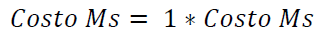 Costo Ms = 1 * Costo Ms